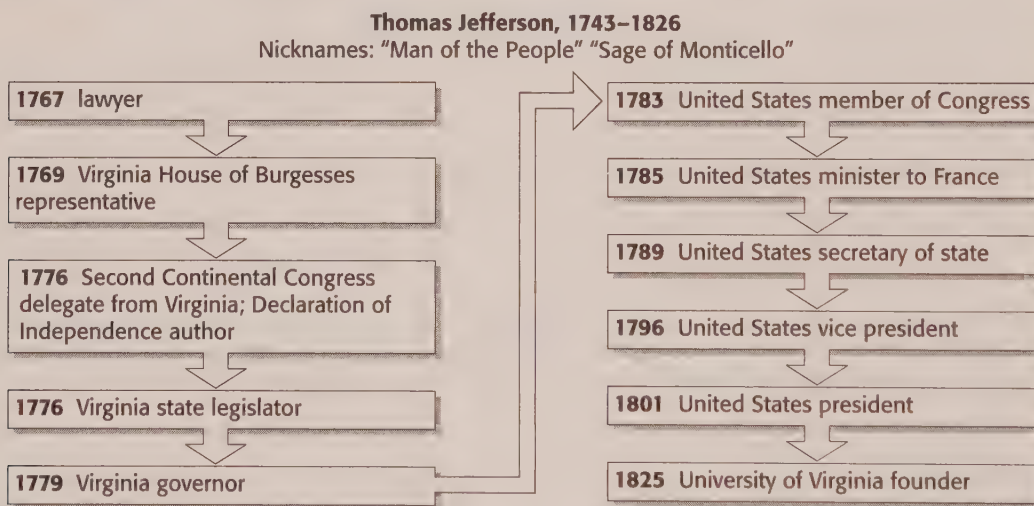 Thomas Jefferson, 1743–1826
Nicknames: “Man of the People” “Sage of Monticello”
1767 lawyer
1769 Virginia House of Burgesses
representative
1776 Second Continental Congress
delegate from Virginia; Declaration of
Independence author
1776 Virginia state legislator
1779 Virginia governor
1783 United States member of Congress
1785 United States minister to France
1789 United States secretary of state
1796 United States vice president
1801 United States president
1825 University of Virginia founder